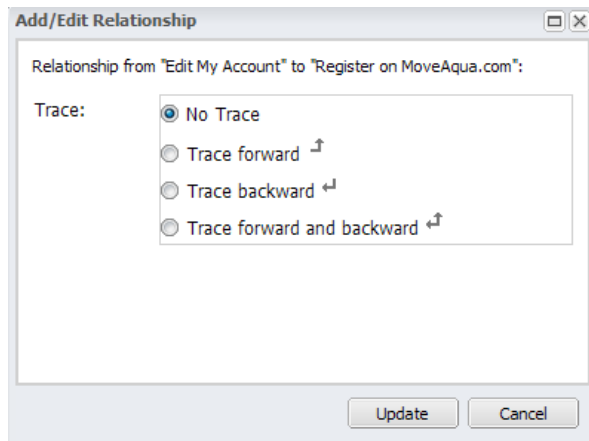 Add/Edit Relationship
Relationship from "Edit My Account" to "Register on MoveAqua.com":
Trace:
No Trace
Trace forward
Trace backward
Trace forward and backward
Update
Cancel